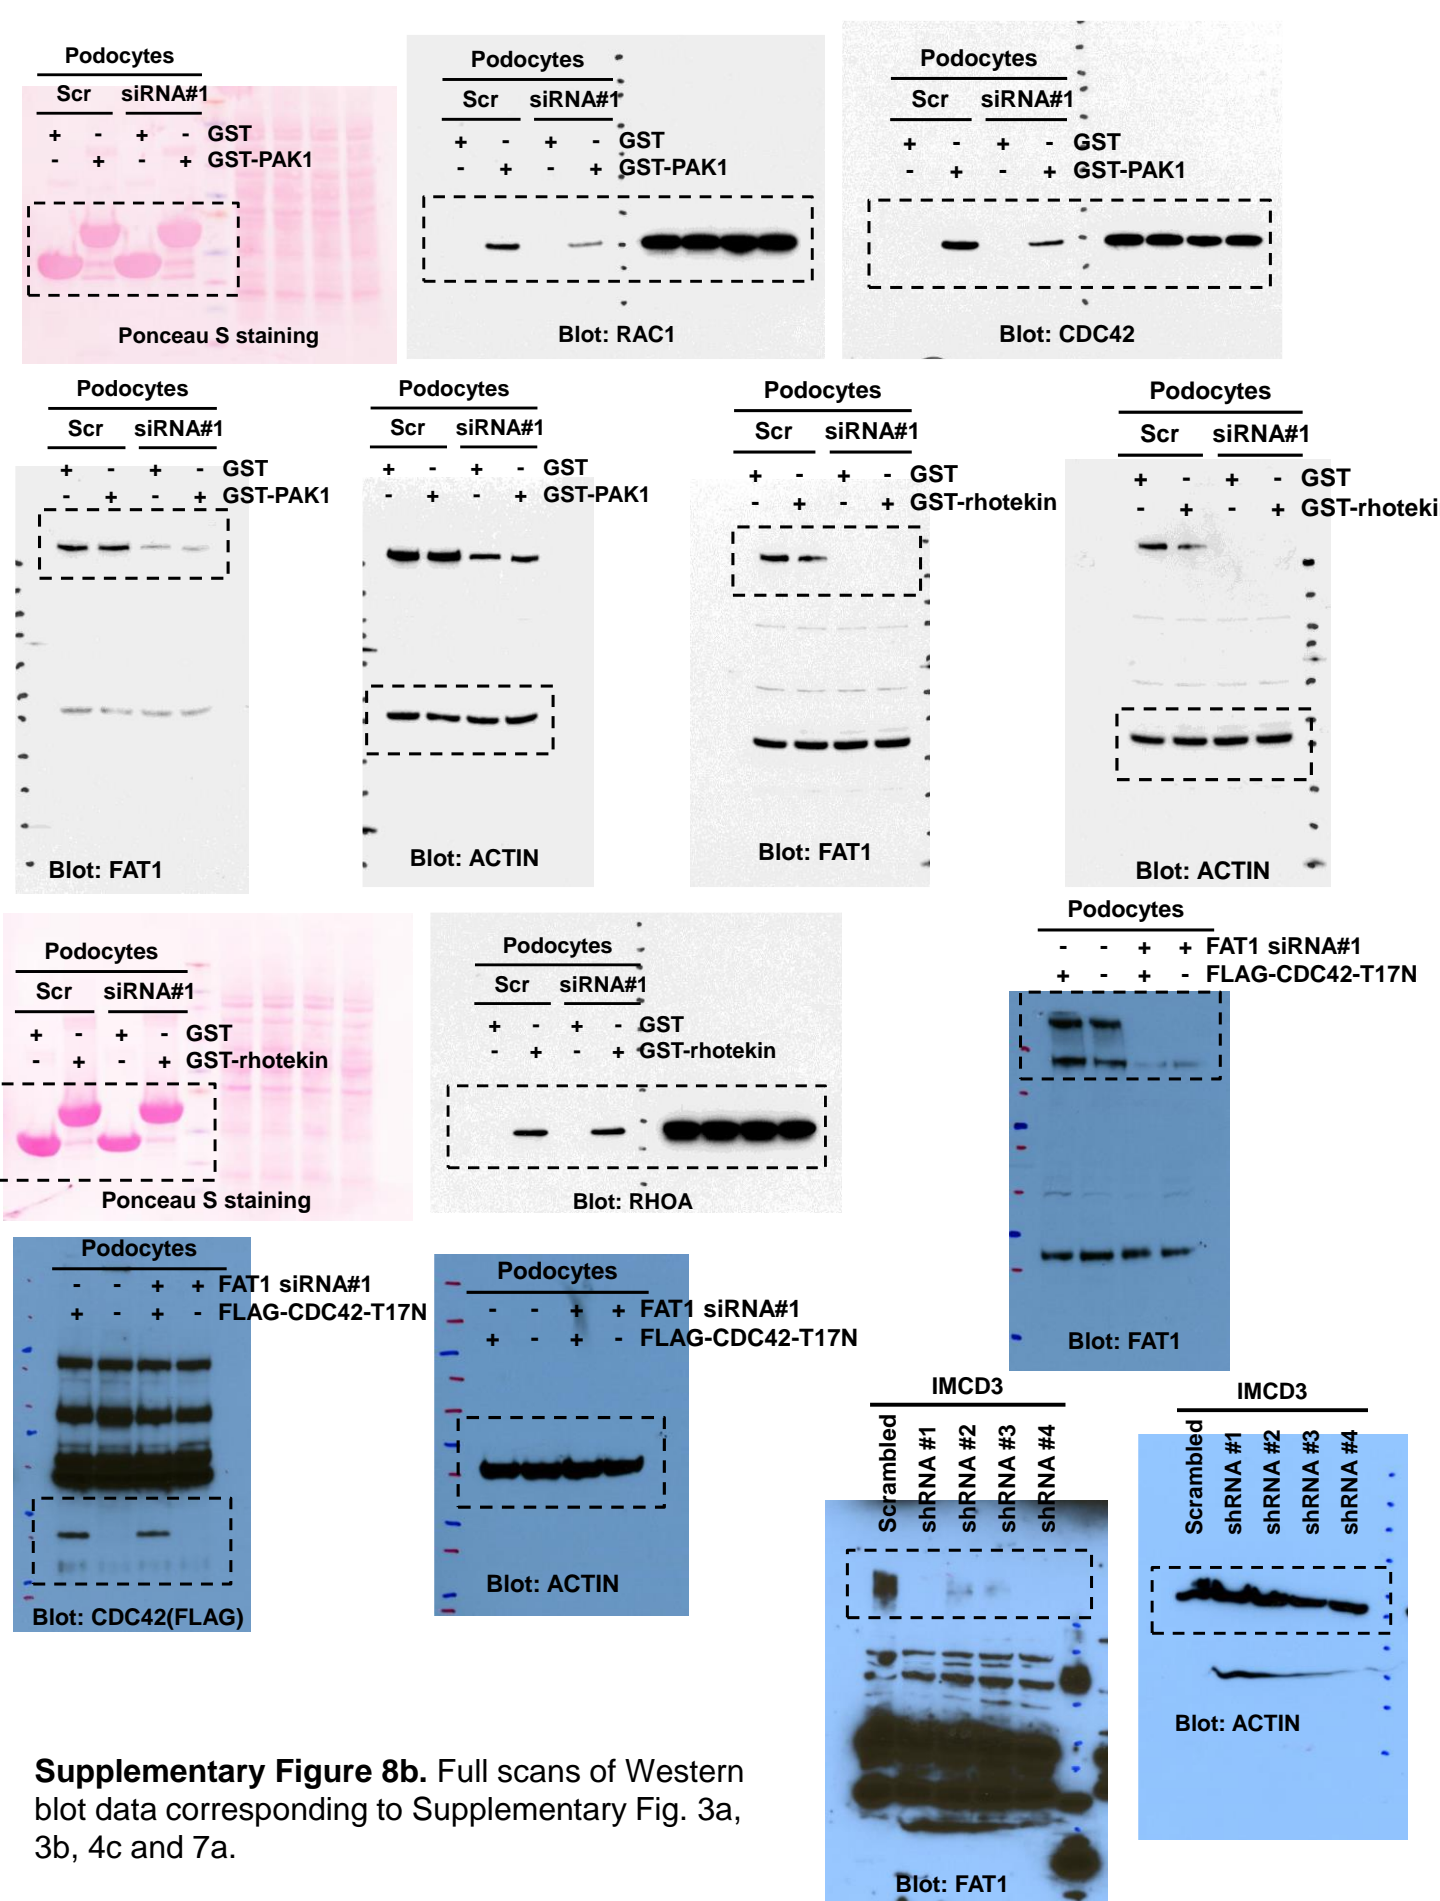 Podocytes
Scr siRNA#1
+ - + - GST
- + - + GST-PAK1
Ponceau S staining
Podocytes
Scr siRNA#1
+ - + - GST
- + - + GST-PAK1
Blot: RAC1
Podocytes
Scr siRNA#1
+ - + - GST
- + - + GST-PAK1
Blot: CDC42
Podocytes
Scr siRNA#1
+ - + - GST
- + - + GST-PAK1
Blot: FAT1
Podocytes
Scr siRNA#1
+ - + - GST
- + - + GST-PAK1
Blot: ACTIN
Podocytes
Scr siRNA#1
+ - + - GST
- + - + GST-rhotekin
Blot: FAT1
Podocytes
Scr siRNA#1
+ - + - GST
- + - + GST-rhoteki
Blot: ACTIN
Podocytes
Scr siRNA#1
+ - + - GST
- + - + GST-rhotekin
Ponceau S staining
Podocytes
Scr siRNA#1
+ - + - GST
- + - + GST-rhotekin
Blot: RHOA
Podocytes
- - + + FAT1 siRNA#1
+ - + - FLAG-CDC42-T17N
Blot: FAT1
Podocytes
- - + + FAT1 siRNA#1
+ - + - FLAG-CDC42-T17N
Blot: CDC42(FLAG)
Podocytes
- - + + FAT1 siRNA#1
+ - + - FLAG-CDC42-T17N
Blot: ACTIN
IMCD3
Scrambled
shRNA #1
shRNA #2
shRNA #3
shRNA #4
Blot: FAT1
IMCD3
Scrambled
shRNA #1
shRNA #2
shRNA #3
shRNA #4
Blot: ACTIN
Supplementary Figure 8b. Full scans of Western
blot data corresponding to Supplementary Fig. 3a,
3b, 4c and 7a.